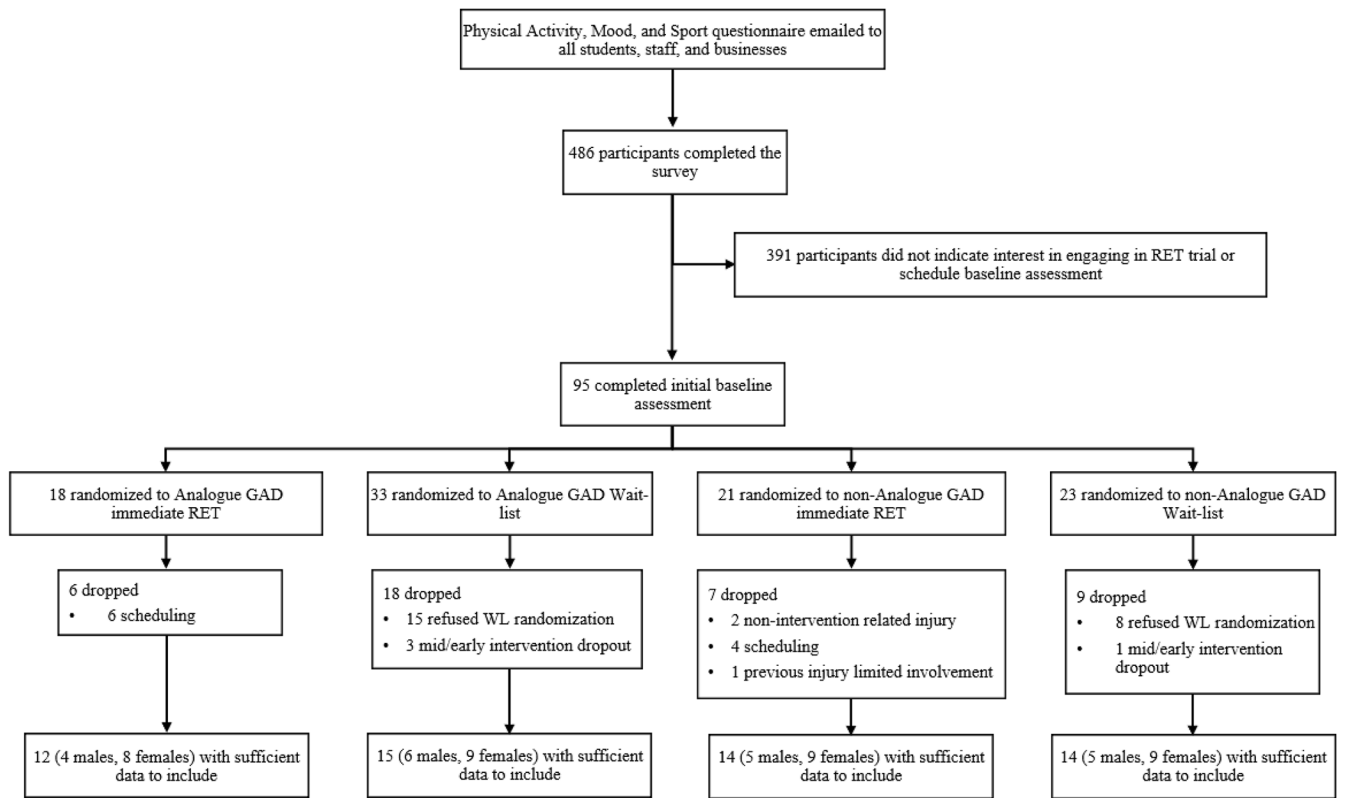 Physical Activity, Mood, and Sport questionnaire emailed to
all students, staff, and businesses
486 participants completed the
survey
391 participants did not indicate interest in engaging in RET trial or
schedule baseline assessment
95 completed initial baseline
assessment
18 randomized to Analogue GAD
immediate RET
33 randomized to Analogue GAD Wait-
list
21 randomized to non-Analogue GAD
immediate RET
23 randomized to non-Analogue GAD
Wait-list
6 dropped
• 6 scheduling
18 dropped
• 15 refused WL randomization
• 3 mid/early intervention dropout
7 dropped
• 2 non-intervention related injury
• 4 scheduling
• 1 previous injury limited involvement
9 dropped
• 8 refused WL randomization
• 1 mid/early intervention
dropout
12 (4 males, 8 females) with sufficient
data to include
15 (6 males, 9 females) with sufficient
data to include
14 (5 males, 9 females) with sufficient
data to include
14 (5 males, 9 females) with sufficient
data to include